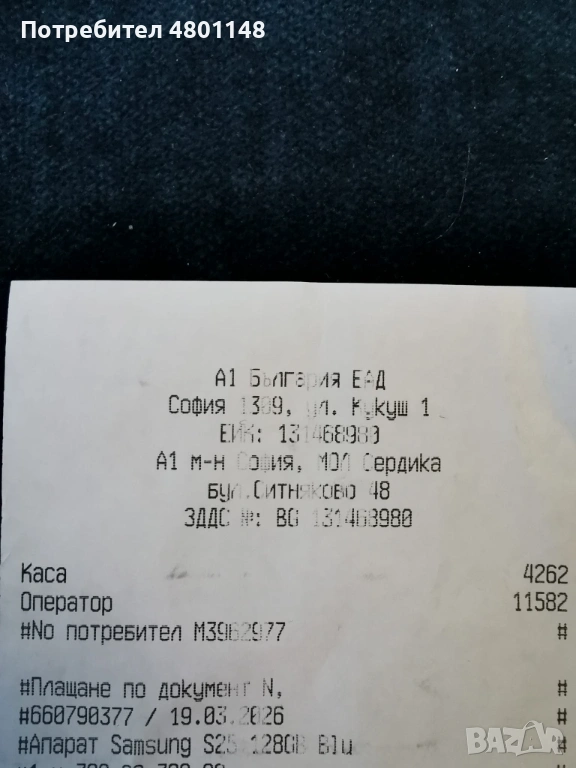 Потребител 4801148
А1 България ЕАД
София 1309, ул. Кукуш 1
ЕИК: 131468980
А1 м-н София, МОЛ Сердика
бул.Ситняково 48
ЗДДС №: BG 131468980
Каса 4262
Оператор 11582
#No потребител М3962977 #
#Плащане по документ N, #
#660790377 / 19.03.2026 #
#Апарат Samsung S25 128GB Blu #
BAZAR